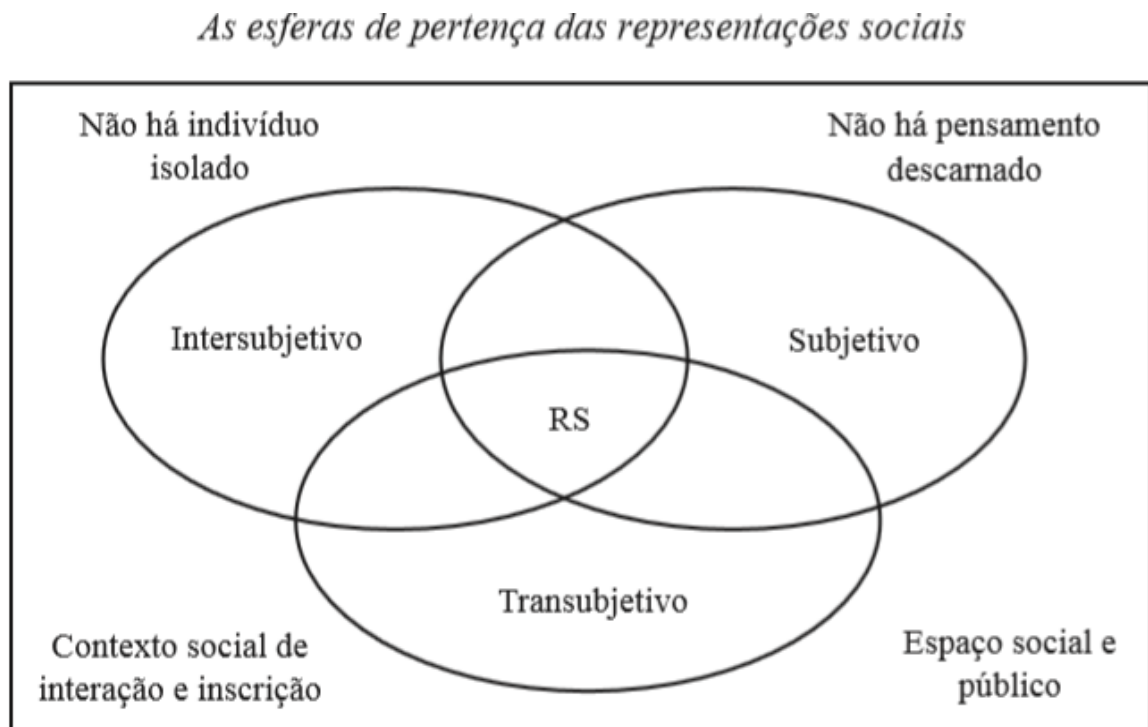 As esferas de pertença das representações sociais
Não há indivíduo
isolado
Não há pensamento
descarnado
Intersubjetivo
Subjetivo
RS
Transubjetivo
Contexto social de
interação e inscrição
Espaço social e
público